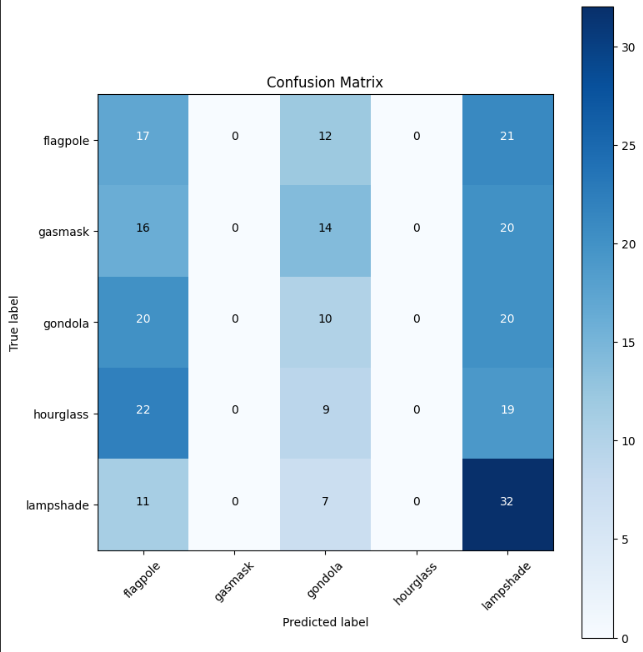 Confusion Matrix
True label
flagpole 17 0 12 0 21
gasmask 16 0 14 0 20
gondola 20 0 10 0 20
hourglass 22 0 9 0 19
lampshade 11 0 7 0 32
flagpole gasmask gondola hourglass lampshade
Predicted label
30
25
20
15
10
5
0